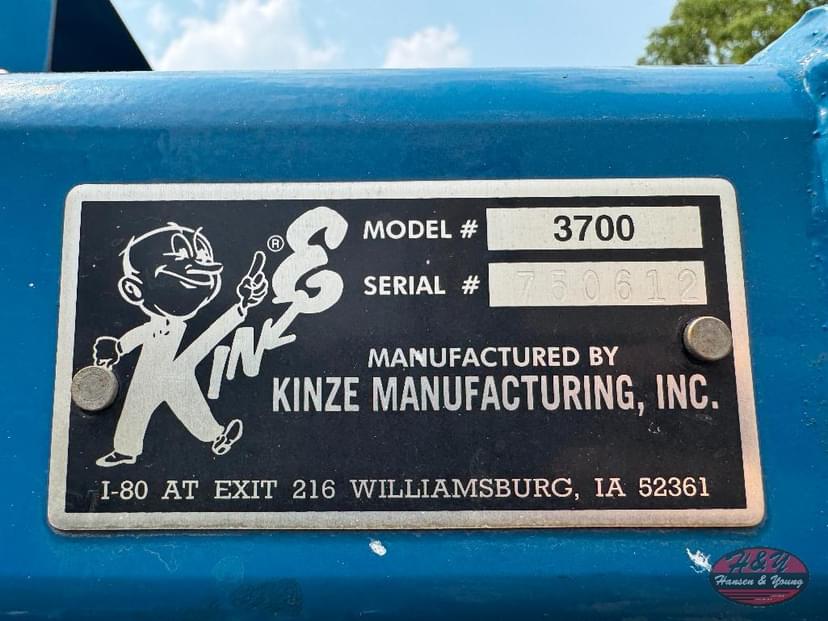 KINZE ®
MODEL # 3700
SERIAL # 750612
MANUFACTURED BY
KINZE MANUFACTURING, INC.
I-80 AT EXIT 216 WILLIAMSBURG, IA 52361
H&Y
Hansen & Young